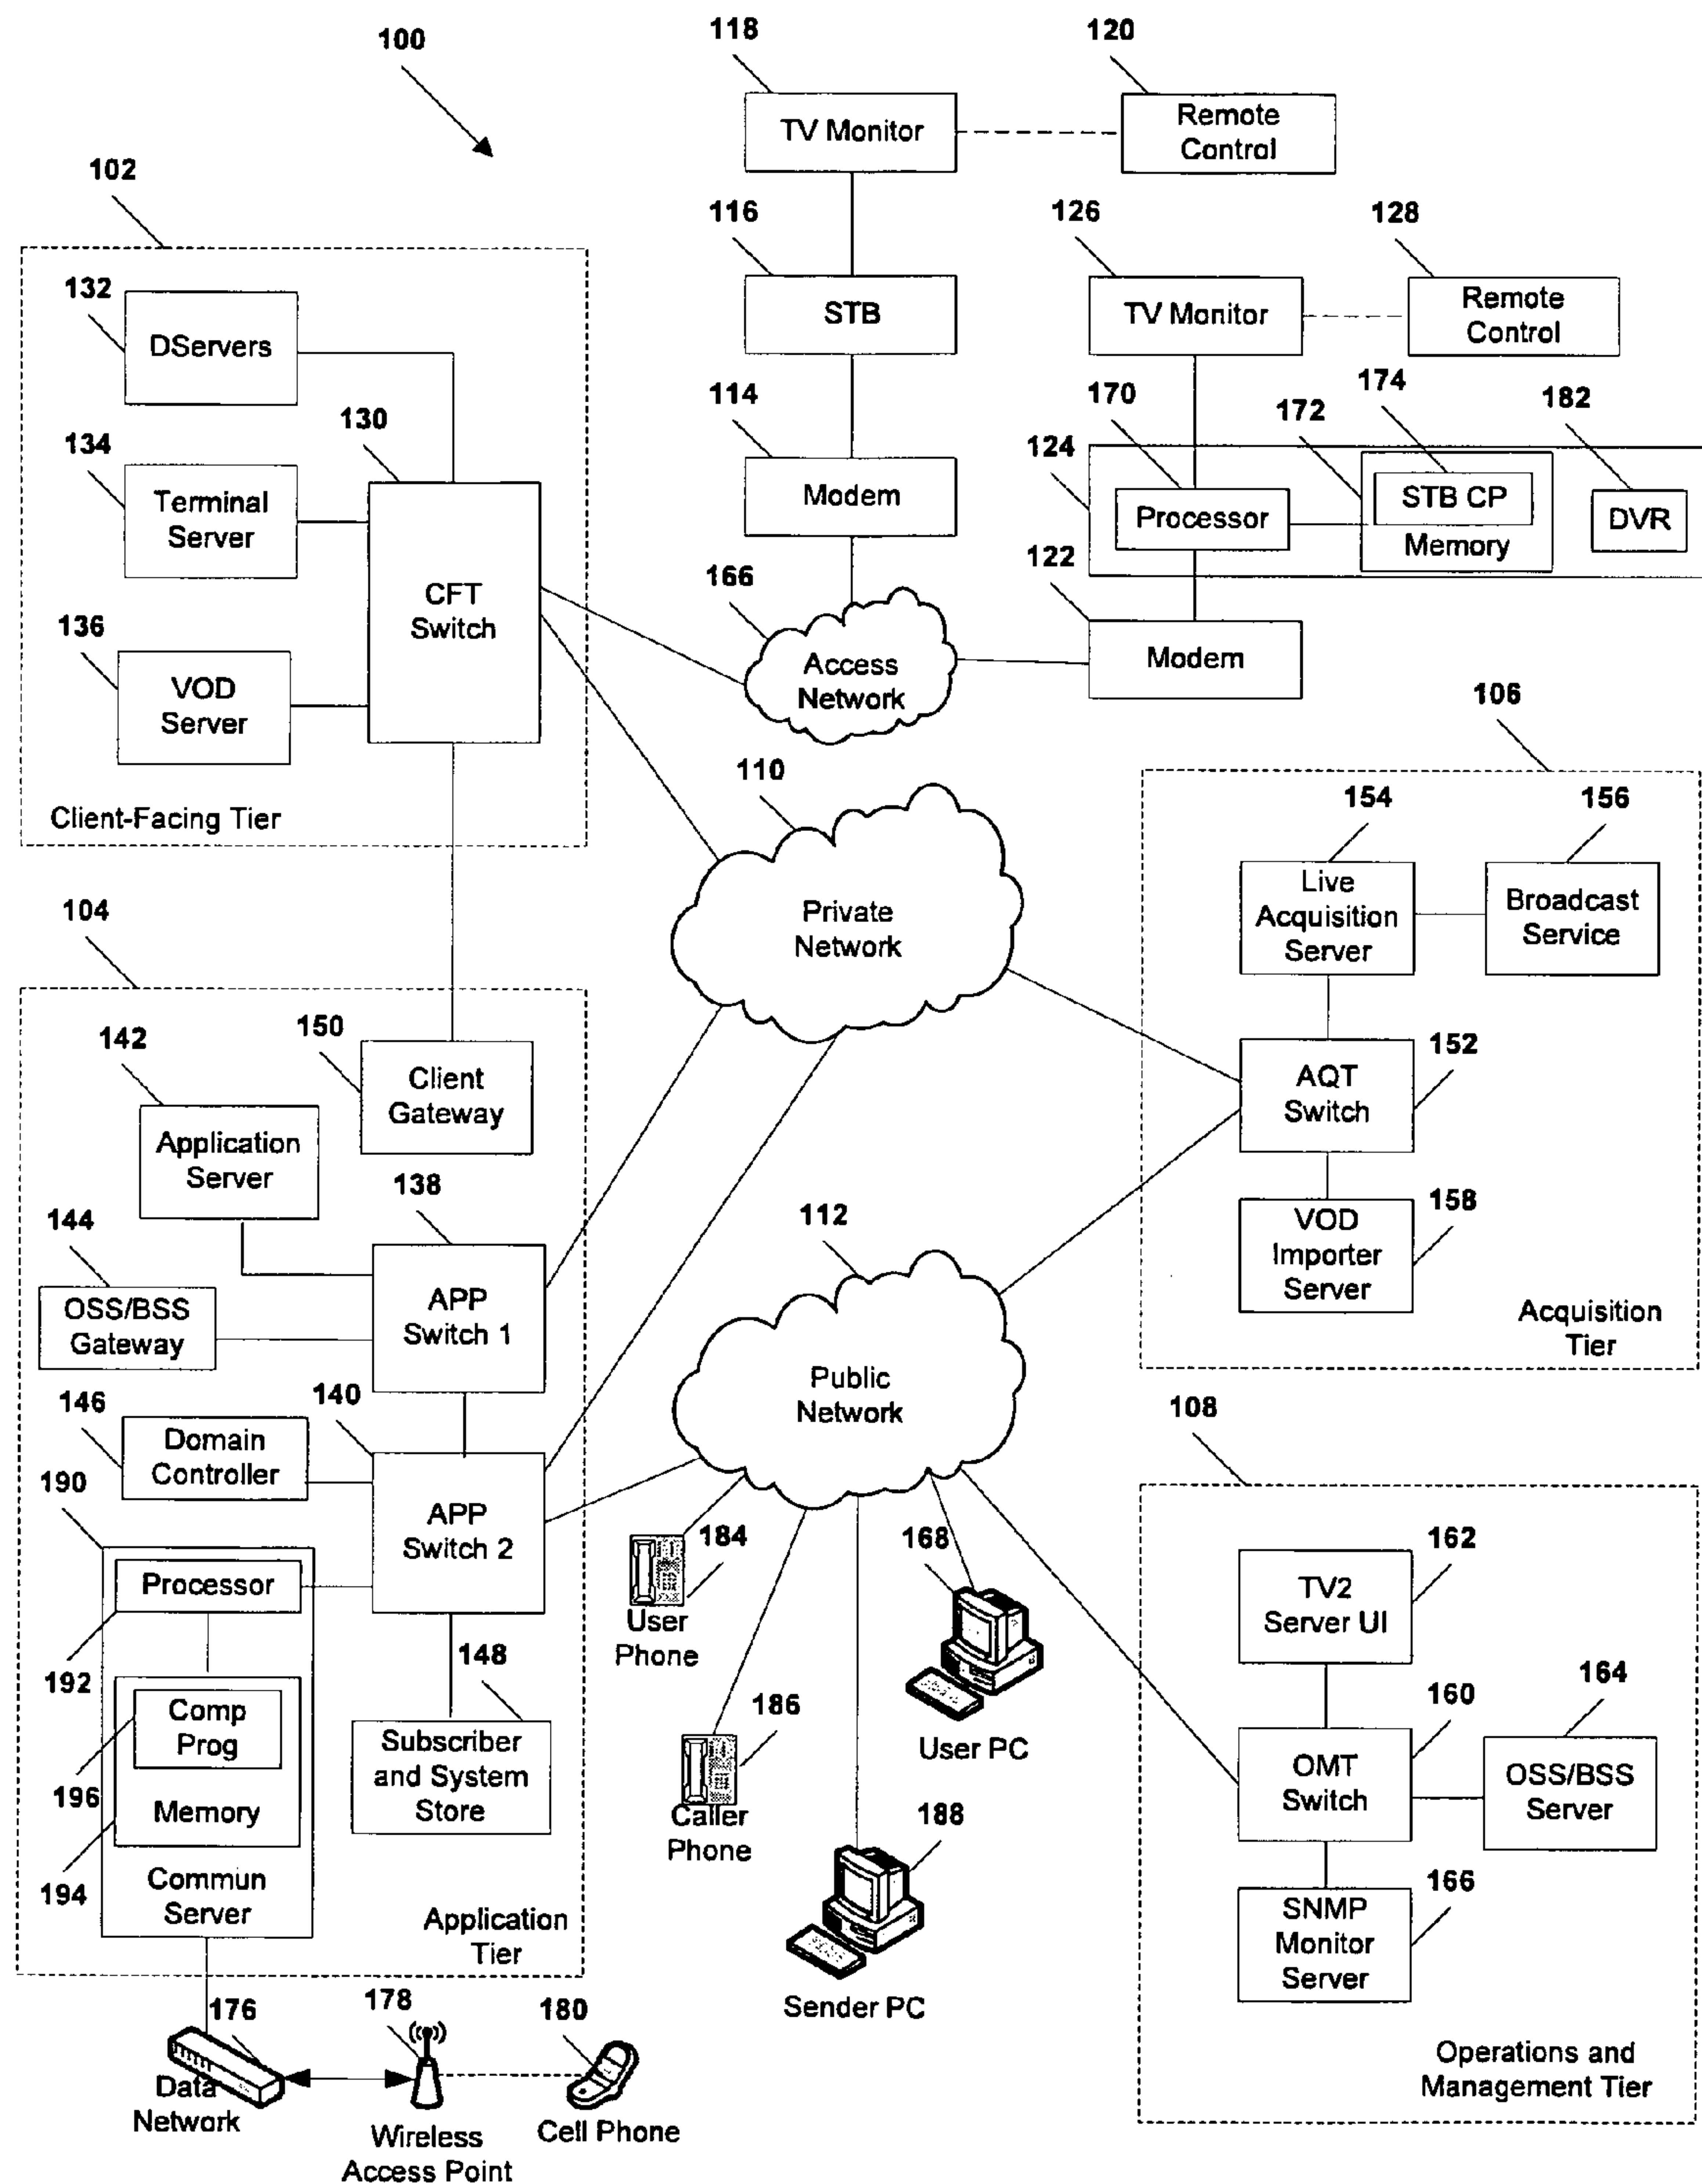 100
118
120
TV Monitor
Remote
Control
102
116
126
128
STB
TV Monitor
Remote
Control
132
DServers
114
170
172
174
182
124
Modem
Processor
STB CP
Memory
DVR
134
130
Terminal
Server
122
166
CFT
Switch
Access
Network
Modem
136
VOD
Server
Client-Facing Tier
110
Private
Network
106
154
156
Live
Acquisition
Server
Broadcast
Service
AQT
Switch
152
VOD
Importer
Server
158
Acquisition
Tier
104
142
150
Client
Gateway
Application
Server
138
144
OSS/BSS
Gateway
APP
Switch 1
112
Public
Network
146
140
Domain
Controller
190
APP
Switch 2
Processor
192
148
Comp
Prog
196
Memory
Subscriber
and System
Store
194
Commun
Server
Application
Tier
184
User
Phone
168
User PC
186
Caller
Phone
188
Sender PC
108
TV2
Server UI
162
160
164
OMT
Switch
OSS/BSS
Server
SNMP
Monitor
Server
166
Operations and
Management Tier
176
178
180
Data
Network
Wireless
Access Point
Cell Phone